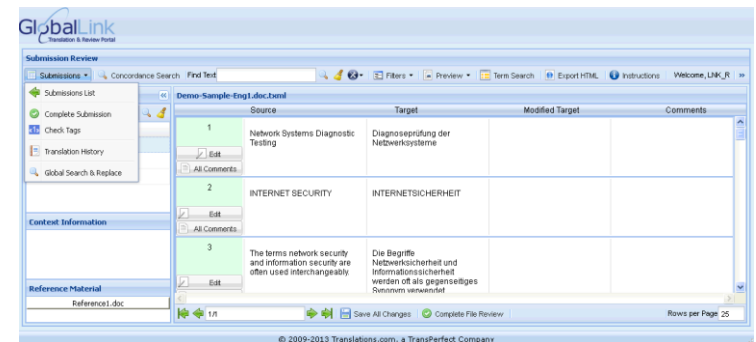 GlobalLink
Translation & Review Portal
Submission Review
Submissions Concordance Search Find Text Filters Preview Term Search Export HTML Instructions Welcome, LNK_R
Submissions List
Complete Submission
Check Tags
Translation History
Global Search & Replace
Context Information
Reference Material
Reference1.doc
Demo-Sample-Eng1.doc.txml
Source Target Modified Target Comments
1
Network Systems Diagnostic Diagnoseprüfung der
Testing Netzwerksysteme
Edit
All Comments
2
INTERNET SECURITY INTERNETSICHERHEIT
Edit
All Comments
3
The terms network security Die Begriffe
and information security are Netzwerksicherheit und
often used interchangeably. Informationssicherheit
werden oft als gegenseitiges
Edit
Synonym verwendet
1/1 Save All Changes Complete File Review Rows per Page 25
© 2009-2013 Translations.com, a TransPerfect Company